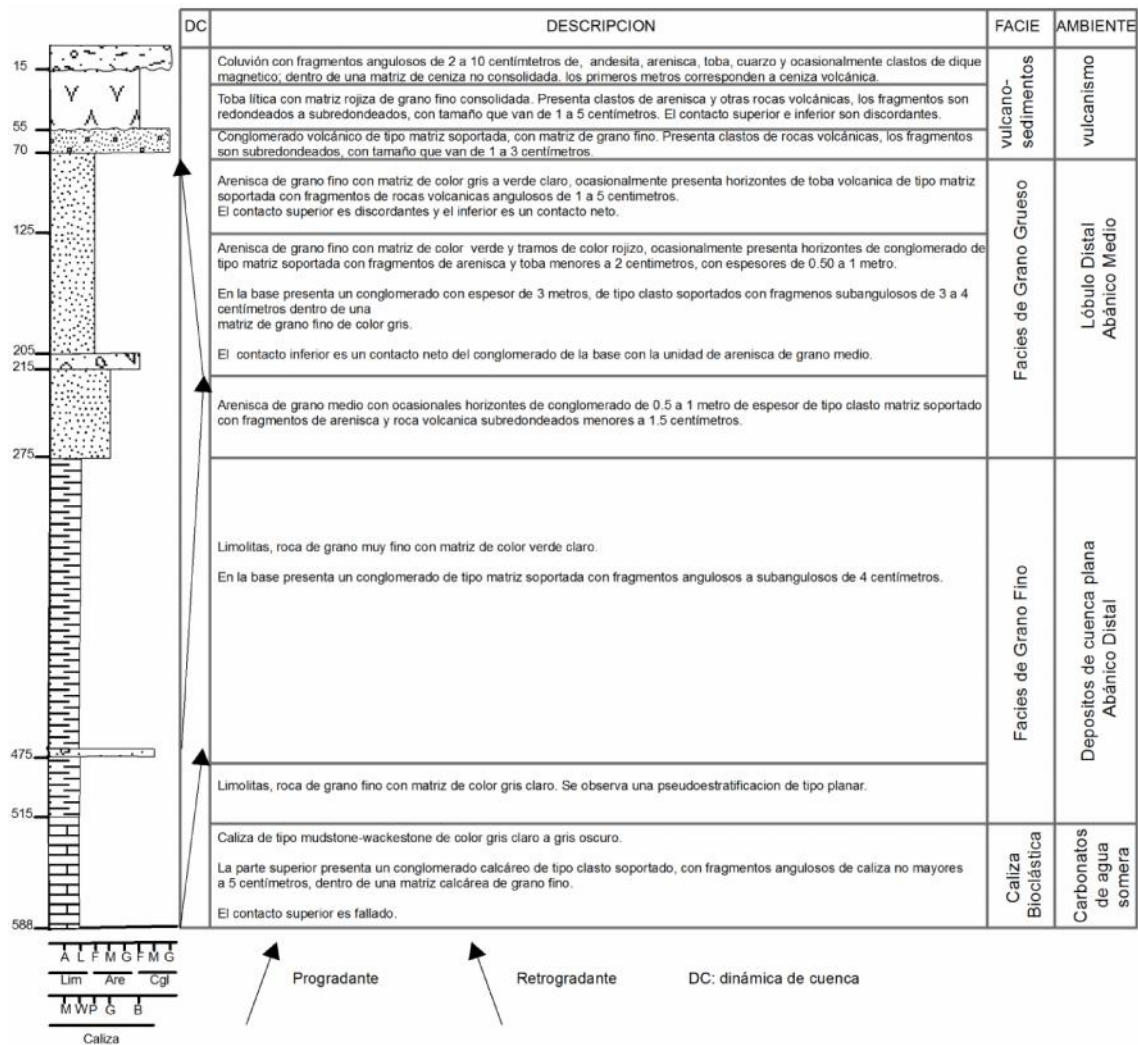 DC
DESCRIPCION
FACIE
AMBIENTE
15
Coluvión con fragmentos angulosos de 2 a 10 centímtetros de, andesita, arenisca, toba, cuarzo y ocasionalmente clastos de dique
magnetico; dentro de una matriz de ceniza no consolidada. los primeros metros corresponden a ceniza volcánica.
Toba lítica con matriz rojiza de grano fino consolidada. Presenta clastos de arenisca y otras rocas volcánicas, los fragmentos son
redondeados a subredondeados, con tamaño que van de 1 a 5 centímetros. El contacto superior e inferior son discordantes.
55
Conglomerado volcánico de tipo matriz soportada, con matriz de grano fino. Presenta clastos de rocas volcánicas, los fragmentos
son subredondeados, con tamaño que van de 1 a 3 centímetros.
70
vulcano-
sedimentos
vulcanismo
Arenisca de grano fino con matriz de color gris a verde claro, ocasionalmente presenta horizontes de toba volcanica de tipo matriz
soportada con fragmentos de rocas volcanicas angulosos de 1 a 5 centimetros.
El contacto superior es discordantes y el inferior es un contacto neto.
125
Arenisca de grano fino con matriz de color verde y tramos de color rojizo, ocasionalmente presenta horizontes de conglomerado de
tipo matriz soportada con fragmentos de arenisca y toba menores a 2 centimetros, con espesores de 0.50 a 1 metro.
En la base presenta un conglomerado con espesor de 3 metros, de tipo clasto soportados con fragmenos subangulosos de 3 a 4
centímetros dentro de una
matriz de grano fino de color gris.
El contacto inferior es un contacto neto del conglomerado de la base con la unidad de arenisca de grano medio.
205
215
Arenisca de grano medio con ocasionales horizontes de conglomerado de 0.5 a 1 metro de espesor de tipo clasto matriz soportado
con fragmentos de arenisca y roca volcanica subredondeados menores a 1.5 centímetros.
275
Facies de Grano Grueso
Lóbulo Distal
Abánico Medio
Limolitas, roca de grano muy fino con matriz de color verde claro.
En la base presenta un conglomerado de tipo matriz soportada con fragmentos angulosos a subangulosos de 4 centímetros.
475
Limolitas, roca de grano fino con matriz de color gris claro. Se observa una pseudoestratificacion de tipo planar.
515
Facies de Grano Fino
Depositos de cuenca plana
Abánico Distal
Caliza de tipo mudstone-wackestone de color gris claro a gris oscuro.
La parte superior presenta un conglomerado calcáreo de tipo clasto soportado, con fragmentos angulosos de caliza no mayores
a 5 centímetros, dentro de una matriz calcárea de grano fino.
El contacto superior es fallado.
588
Caliza
Bioclástica
Carbonatos
de agua
somera
A L F M G F M G
Lim Are Cgl
M W P G B
Caliza
Progradante
Retrogradante
DC: dinámica de cuenca